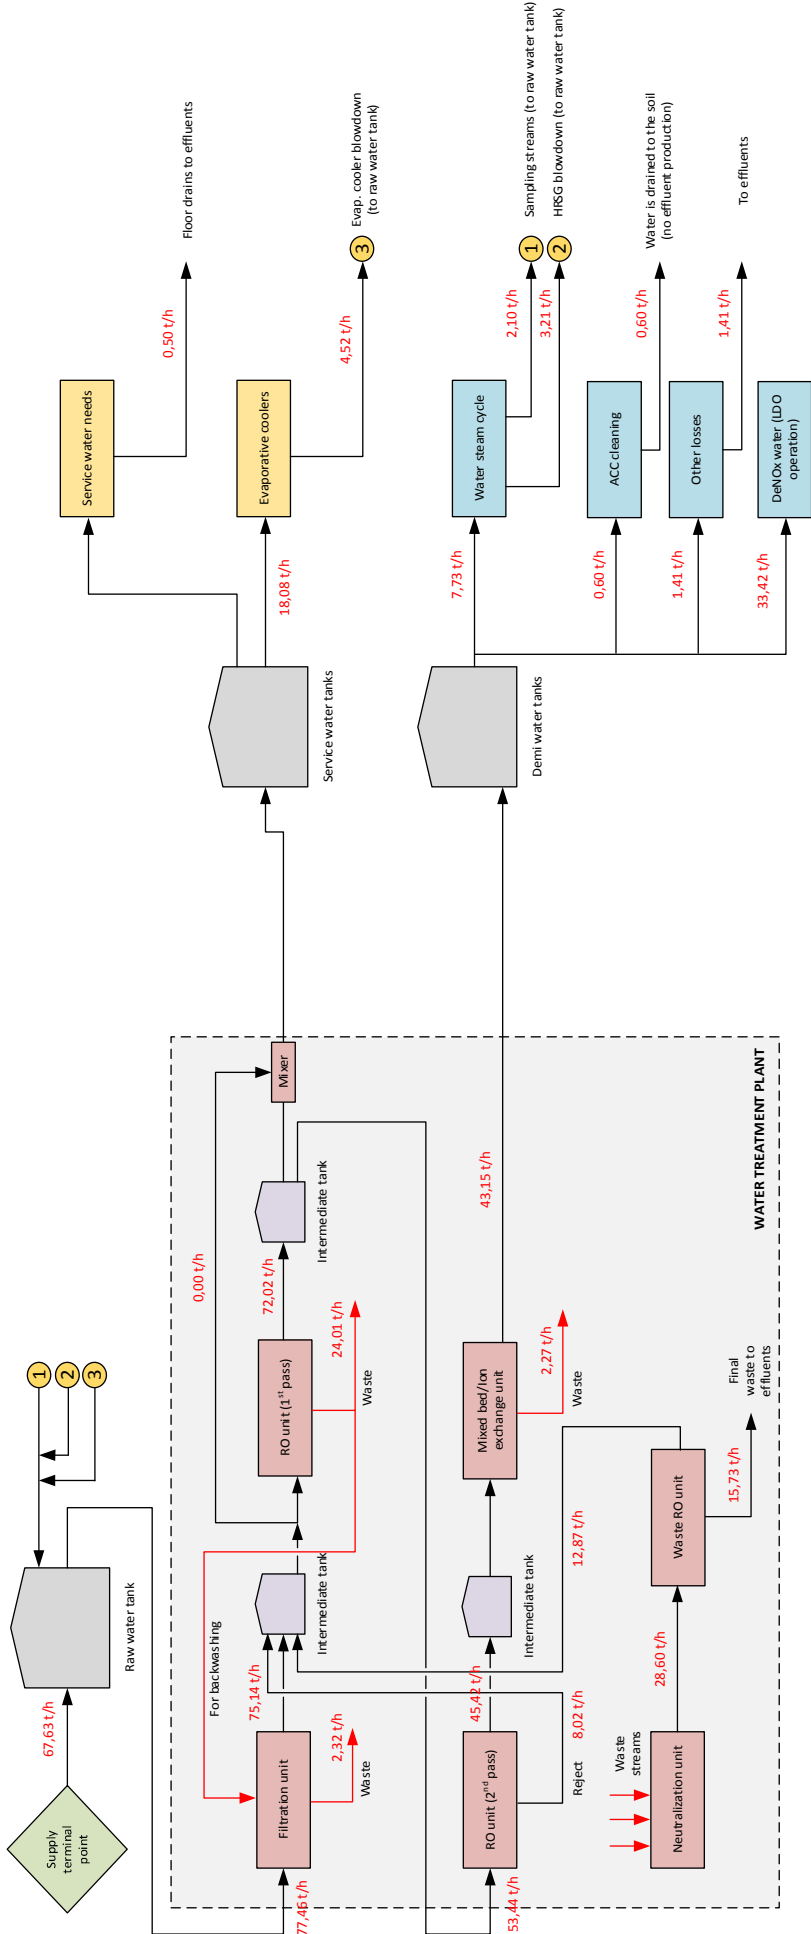 Supply
terminal
point
67,63 t/h
Raw water tank
1
2
3
77,46 t/h
Filtration unit
2,32 t/h
Waste
For backwashing
75,14 t/h
Intermediate tank
RO unit (1st pass)
24,01 t/h
Waste
0,00 t/h
72,02 t/h
Intermediate tank
Mixer
53,44 t/h
RO unit (2nd pass)
Reject
8,02 t/h
45,42 t/h
Intermediate tank
Mixed bed/Ion
exchange unit
2,27 t/h
Waste
43,15 t/h
Waste
streams
Neutralization unit
28,60 t/h
12,87 t/h
Waste RO unit
15,73 t/h
Final
waste to
effluents
WATER TREATMENT PLANT
Service water tanks
Service water needs
0,50 t/h
Floor drains to effluents
18,08 t/h
Evaporative coolers
4,52 t/h
3
Evap. cooler blowdown
(to raw water tank)
Demi water tanks
7,73 t/h
Water steam cycle
2,10 t/h
1
Sampling streams (to raw water tank)
3,21 t/h
2
HRSG blowdown (to raw water tank)
0,60 t/h
ACC cleaning
0,60 t/h
Water is drained to the soil
(no effluent production)
1,41 t/h
Other losses
1,41 t/h
To effluents
33,42 t/h
DeNOx water (LDO
operation)